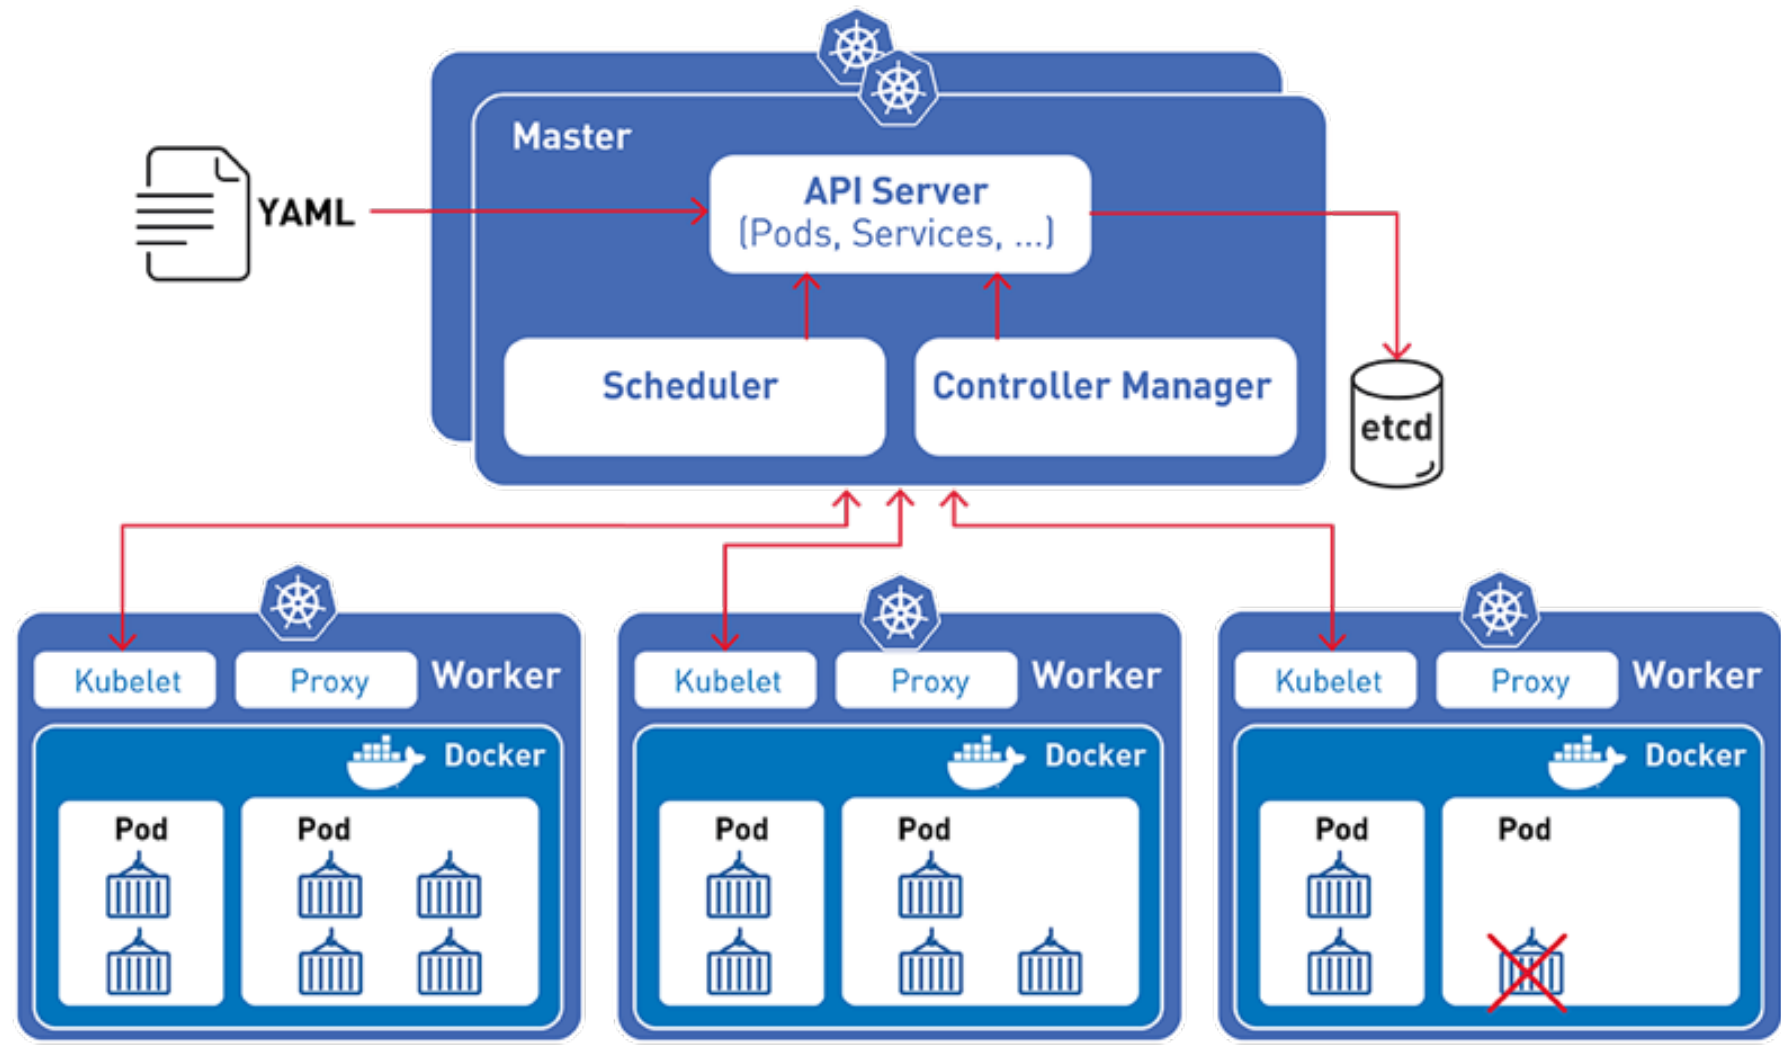 Master
API Server
(Pods, Services, ...)
YAML
Scheduler
Controller Manager
etcd
Kubelet
Proxy
Worker
Docker
Pod
Pod
Kubelet
Proxy
Worker
Docker
Pod
Pod
Kubelet
Proxy
Worker
Docker
Pod
Pod